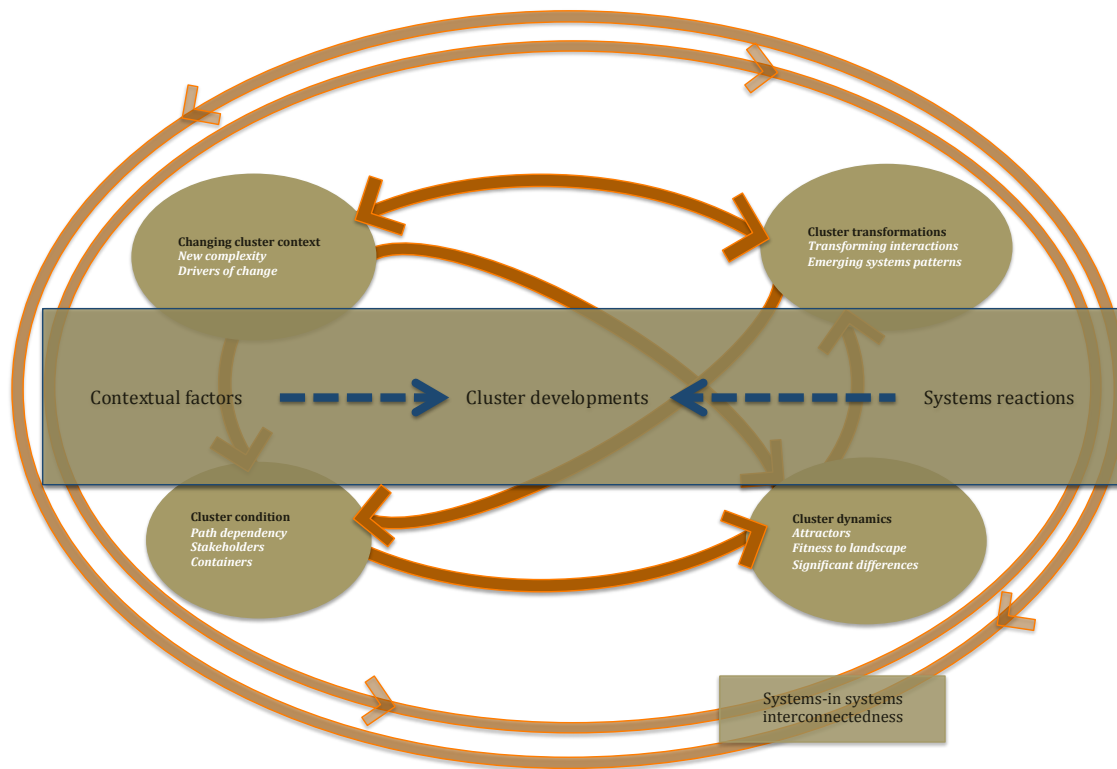 Changing cluster context
New complexity
Drivers of change
Cluster transformations
Transforming interactions
Emerging systems patterns
Contextual factors
Cluster developments
Systems reactions
Cluster condition
Path dependency
Stakeholders
Containers
Cluster dynamics
Attractors
Fitness to landscape
Significant differences
Systems-in systems
interconnectedness